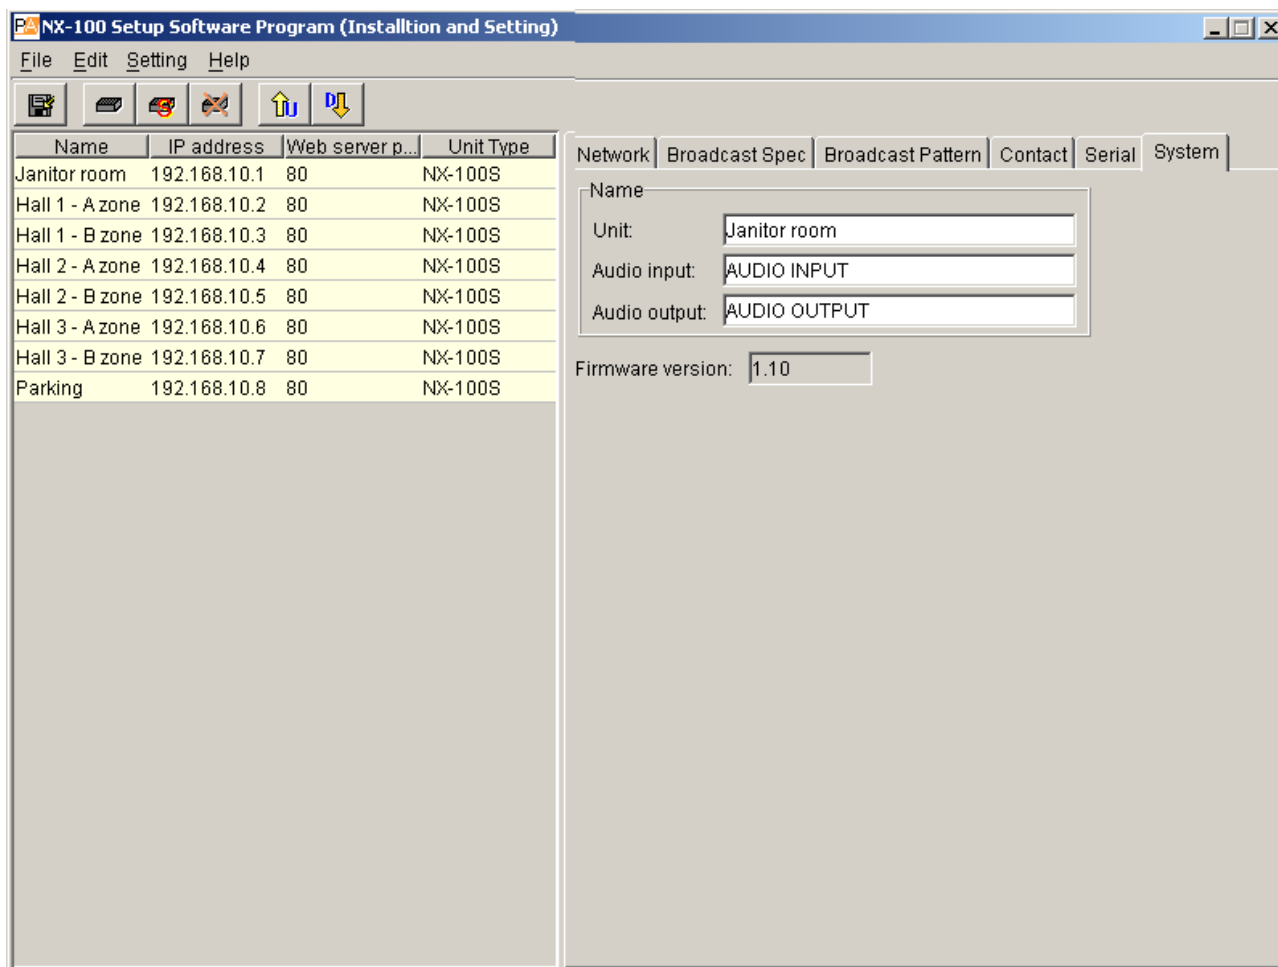 PA NX-100 Setup Software Program (Installtion and Setting)
File Edit Setting Help
S U D
Name IP address Web server p... Unit Type
Janitor room 192.168.10.1 80 NX-100S
Hall 1 - A zone 192.168.10.2 80 NX-100S
Hall 1 - B zone 192.168.10.3 80 NX-100S
Hall 2 - A zone 192.168.10.4 80 NX-100S
Hall 2 - B zone 192.168.10.5 80 NX-100S
Hall 3 - A zone 192.168.10.6 80 NX-100S
Hall 3 - B zone 192.168.10.7 80 NX-100S
Parking 192.168.10.8 80 NX-100S
Network Broadcast Spec Broadcast Pattern Contact Serial System
Name
Unit: Janitor room
Audio input: AUDIO INPUT
Audio output: AUDIO OUTPUT
Firmware version: 1.10